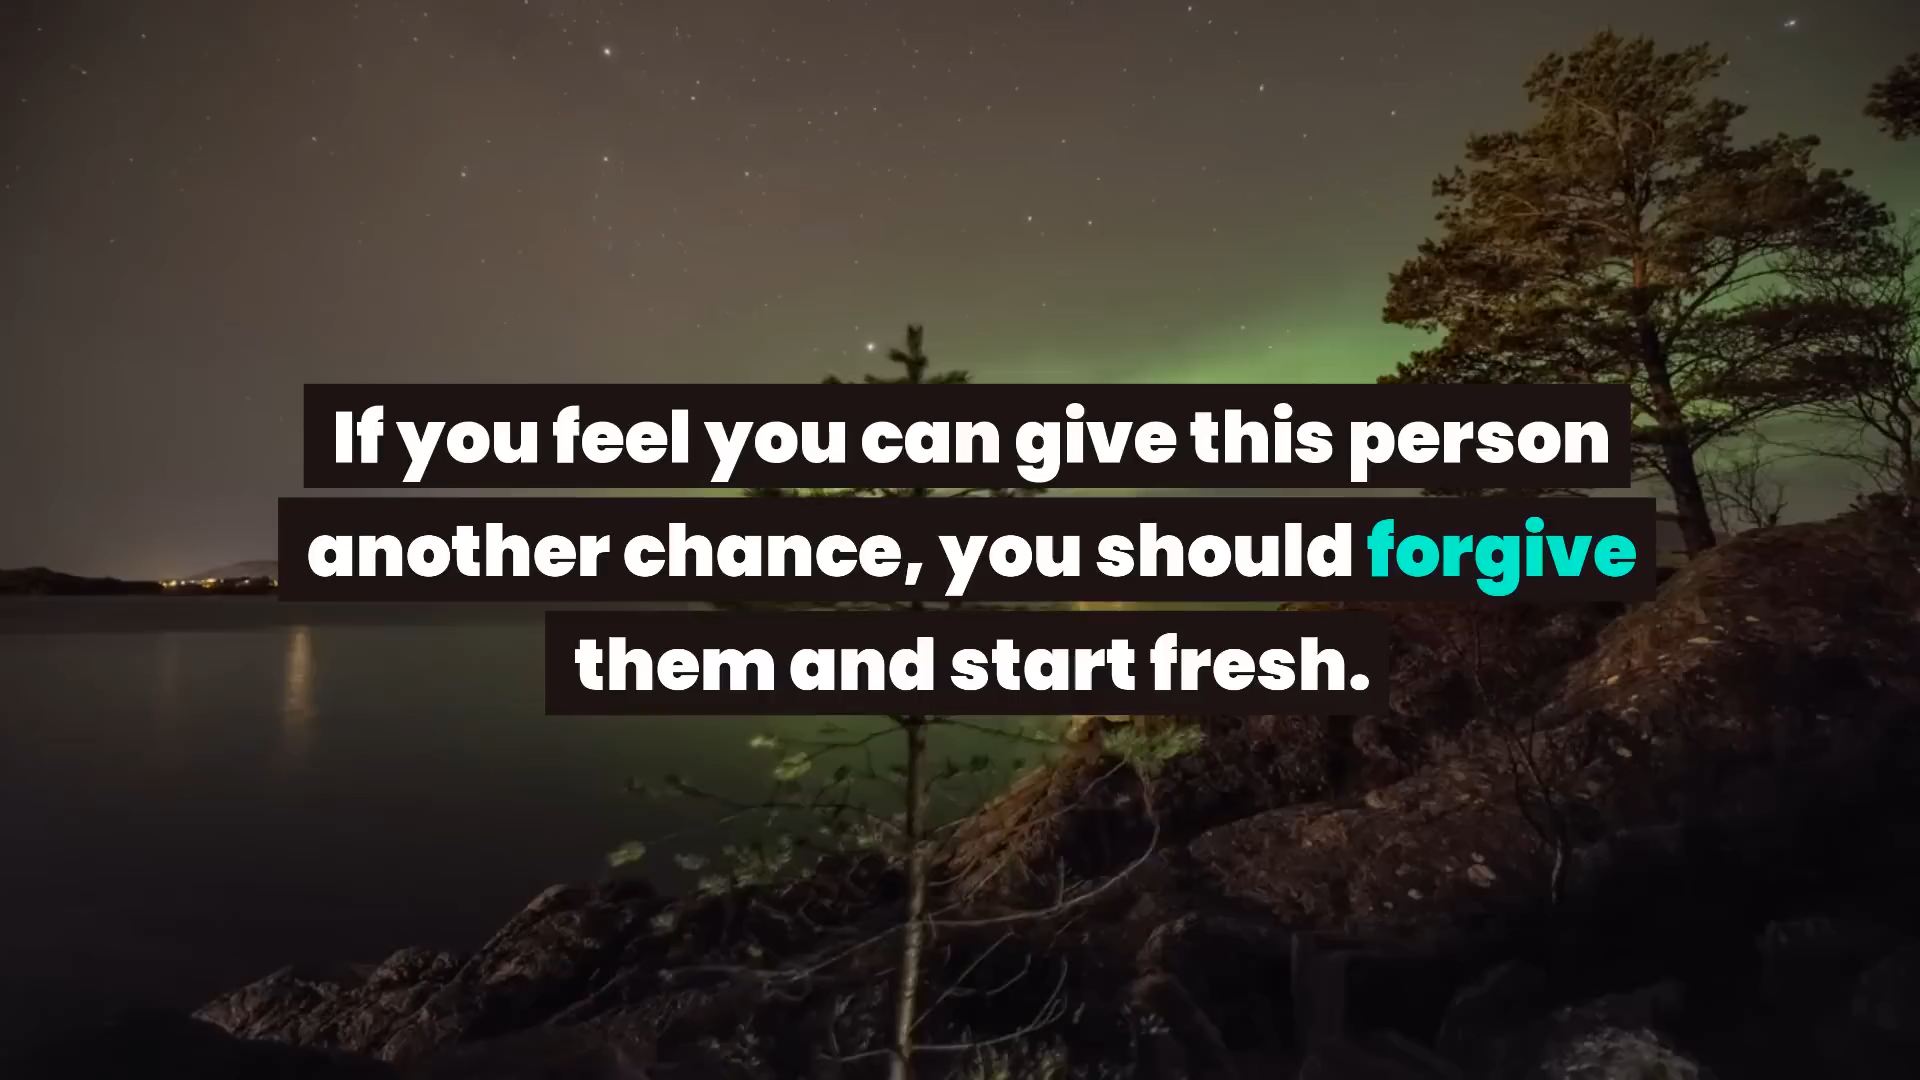 If you feel you can give this person
another chance, you should forgive
them and start fresh.